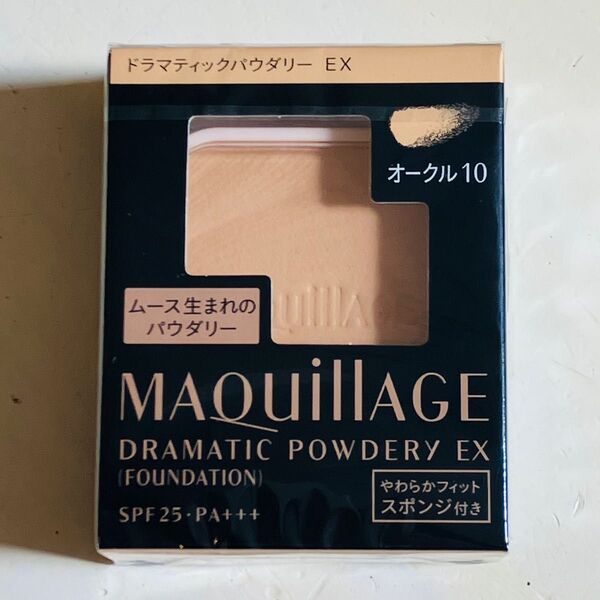 ドラマティックパウダリー EX
オークル10
ムース生まれの
パウダリー
MAQuillAGE
DRAMATIC POWDERY EX
(FOUNDATION)
SPF25・PA+++
やわらかフィット
スポンジ付き